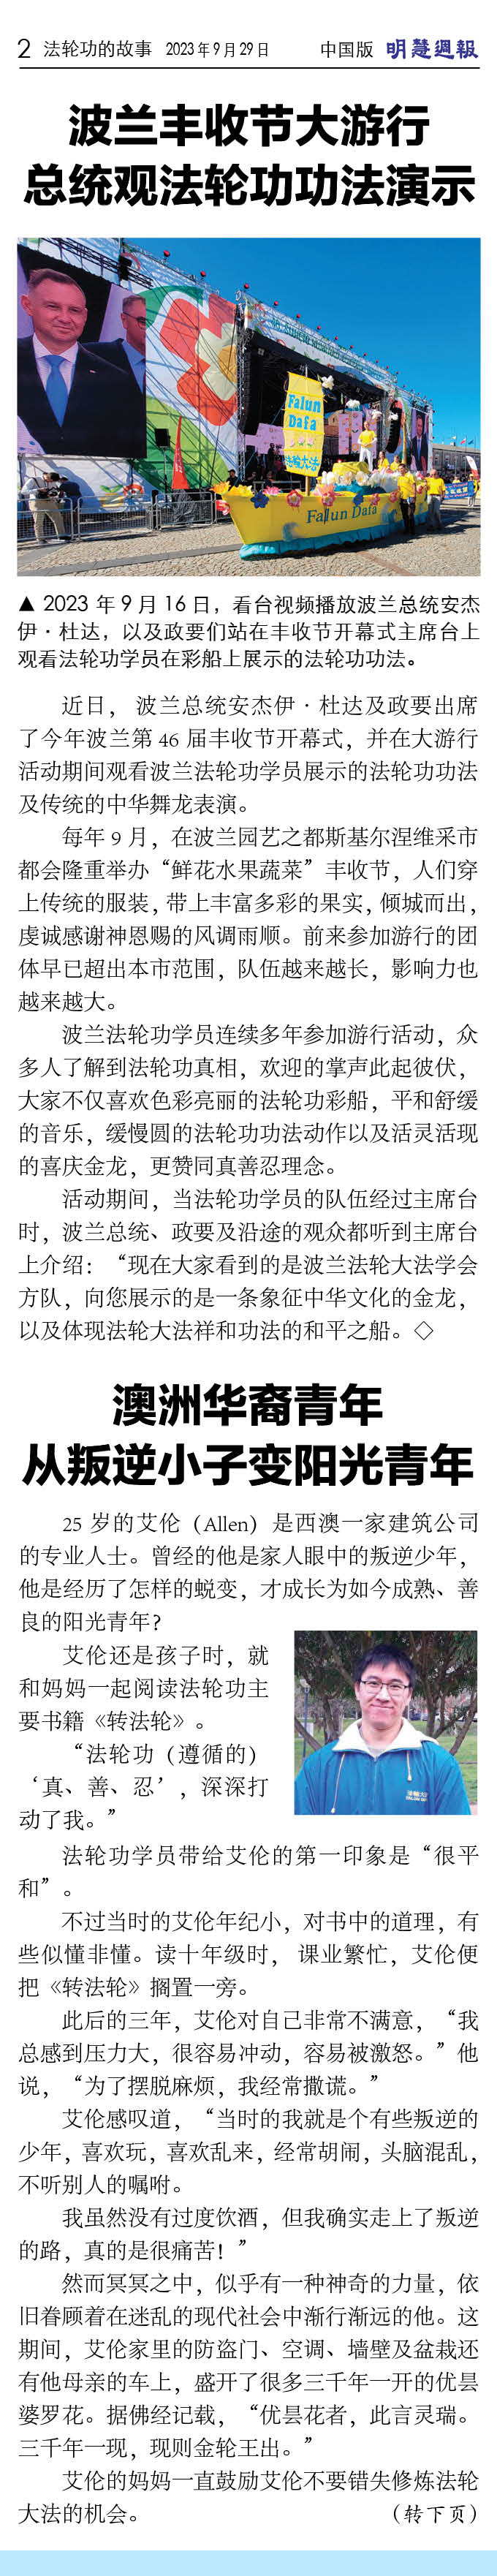 2 法轮功的故事 2023年9月29日 中国版 明慧週報
波兰丰收节大游行
总统观法轮功功法演示
Falun
Dafa
法輪大法
Falun Dafa
▲ 2023 年 9 月 16 日，看台视频播放波兰总统安杰
伊·杜达，以及政要们站在丰收节开幕式主席台上
观看法轮功学员在彩船上展示的法轮功功法。
近日， 波兰总统安杰伊·杜达及政要出席
了今年波兰第 46 届丰收节开幕式，并在大游行
活动期间观看波兰法轮功学员展示的法轮功功法
及传统的中华舞龙表演。
每年 9 月，在波兰园艺之都斯基尔涅维采市
都会隆重举办“鲜花水果蔬菜”丰收节，人们穿
上传统的服装，带上丰富多彩的果实，倾城而出，
虔诚感谢神恩赐的风调雨顺。前来参加游行的团
体早已超出本市范围，队伍越来越长，影响力也
越来越大。
波兰法轮功学员连续多年参加游行活动，众
多人了解到法轮功真相，欢迎的掌声此起彼伏，
大家不仅喜欢色彩亮丽的法轮功彩船，平和舒缓
的音乐，缓慢圆的法轮功功法动作以及活灵活现
的喜庆金龙，更赞同真善忍理念。
活动期间，当法轮功学员的队伍经过主席台
时，波兰总统、政要及沿途的观众都听到主席台
上介绍：“现在大家看到的是波兰法轮大法学会
方队，向您展示的是一条象征中华文化的金龙，
以及体现法轮大法祥和功法的和平之船。◇
澳洲华裔青年
从叛逆小子变阳光青年
25 岁的艾伦（Allen）是西澳一家建筑公司
的专业人士。曾经的他是家人眼中的叛逆少年，
他是经历了怎样的蜕变，才成长为如今成熟、善
良的阳光青年？
艾伦还是孩子时，就
和妈妈一起阅读法轮功主
要书籍《转法轮》。
“法轮功（遵循的）
‘真、善、忍’，深深打
动了我。”
法轮功学员带给艾伦的第一印象是“很平
和”。
不过当时的艾伦年纪小，对书中的道理，有
些似懂非懂。读十年级时， 课业繁忙，艾伦便
把《转法轮》搁置一旁。
此后的三年，艾伦对自己非常不满意，“我
总感到压力大，很容易冲动，容易被激怒。”他
说，“为了摆脱麻烦，我经常撒谎。”
艾伦感叹道，“当时的我就是个有些叛逆的
少年，喜欢玩，喜欢乱来，经常胡闹，头脑混乱，
不听别人的嘱咐。
我虽然没有过度饮酒，但我确实走上了叛逆
的路，真的是很痛苦！”
然而冥冥之中，似乎有一种神奇的力量，依
旧眷顾着在迷乱的现代社会中渐行渐远的他。这
期间，艾伦家里的防盗门、空调、墙壁及盆栽还
有他母亲的车上，盛开了很多三千年一开的优昙
婆罗花。据佛经记载，“优昙花者，此言灵瑞。
三千年一现，现则金轮王出。”
艾伦的妈妈一直鼓励艾伦不要错失修炼法轮
大法的机会。 （转下页）